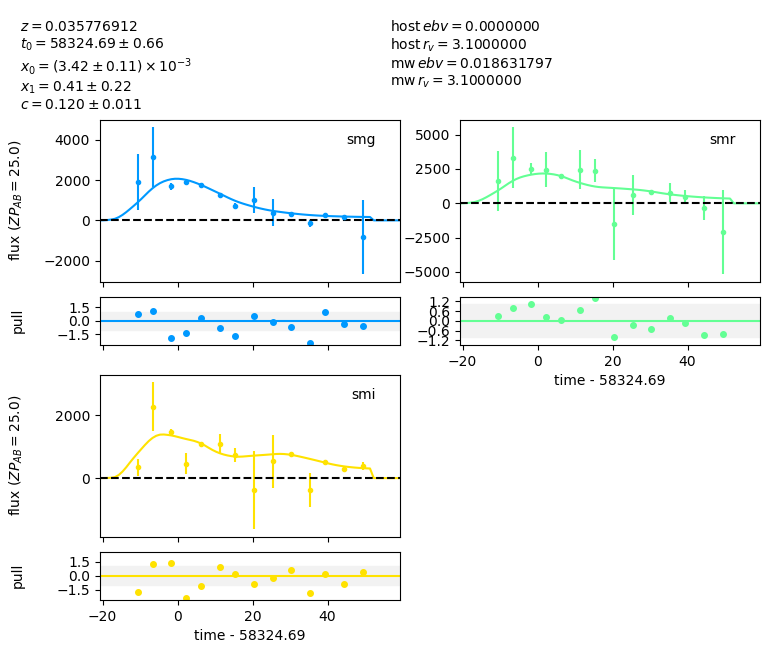 z = 0.035776912
t₀ = 58324.69 ± 0.66
x₀ = (3.42 ± 0.11) × 10⁻³
x₁ = 0.41 ± 0.22
c = 0.120 ± 0.011
host ebv = 0.0000000
host r_v = 3.1000000
mw ebv = 0.018631797
mw r_v = 3.1000000
flux (ZP_AB = 25.0)
4000
2000
0
−2000
smg
5000
2500
0
−2500
−5000
smr
pull
1.5
0.0
−1.5
1.2
0.6
0.0
−0.6
−1.2
−20
0
20
40
time - 58324.69
flux (ZP_AB = 25.0)
2000
0
smi
pull
1.5
0.0
−1.5
−20
0
20
40
time - 58324.69